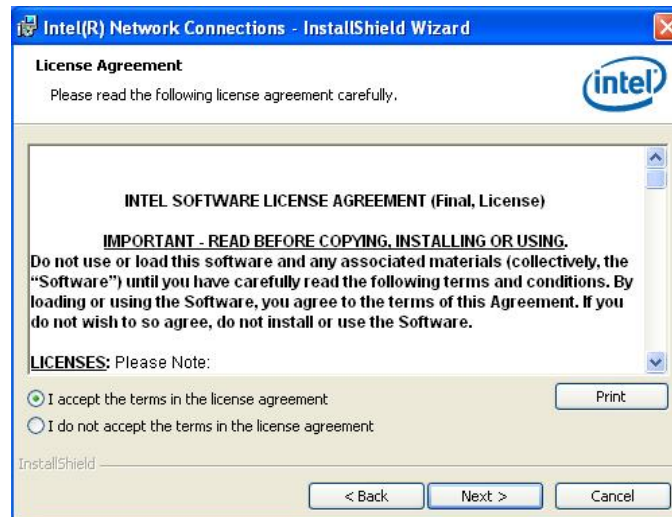 Intel(R) Network Connections - InstallShield Wizard
License Agreement
Please read the following license agreement carefully.
intel
INTEL SOFTWARE LICENSE AGREEMENT (Final, License)
IMPORTANT - READ BEFORE COPYING, INSTALLING OR USING.
Do not use or load this software and any associated materials (collectively, the
“Software”) until you have carefully read the following terms and conditions. By
loading or using the Software, you agree to the terms of this Agreement. If you
do not wish to so agree, do not install or use the Software.
LICENSES: Please Note:
I accept the terms in the license agreement
Print
I do not accept the terms in the license agreement
InstallShield
< Back
Next >
Cancel